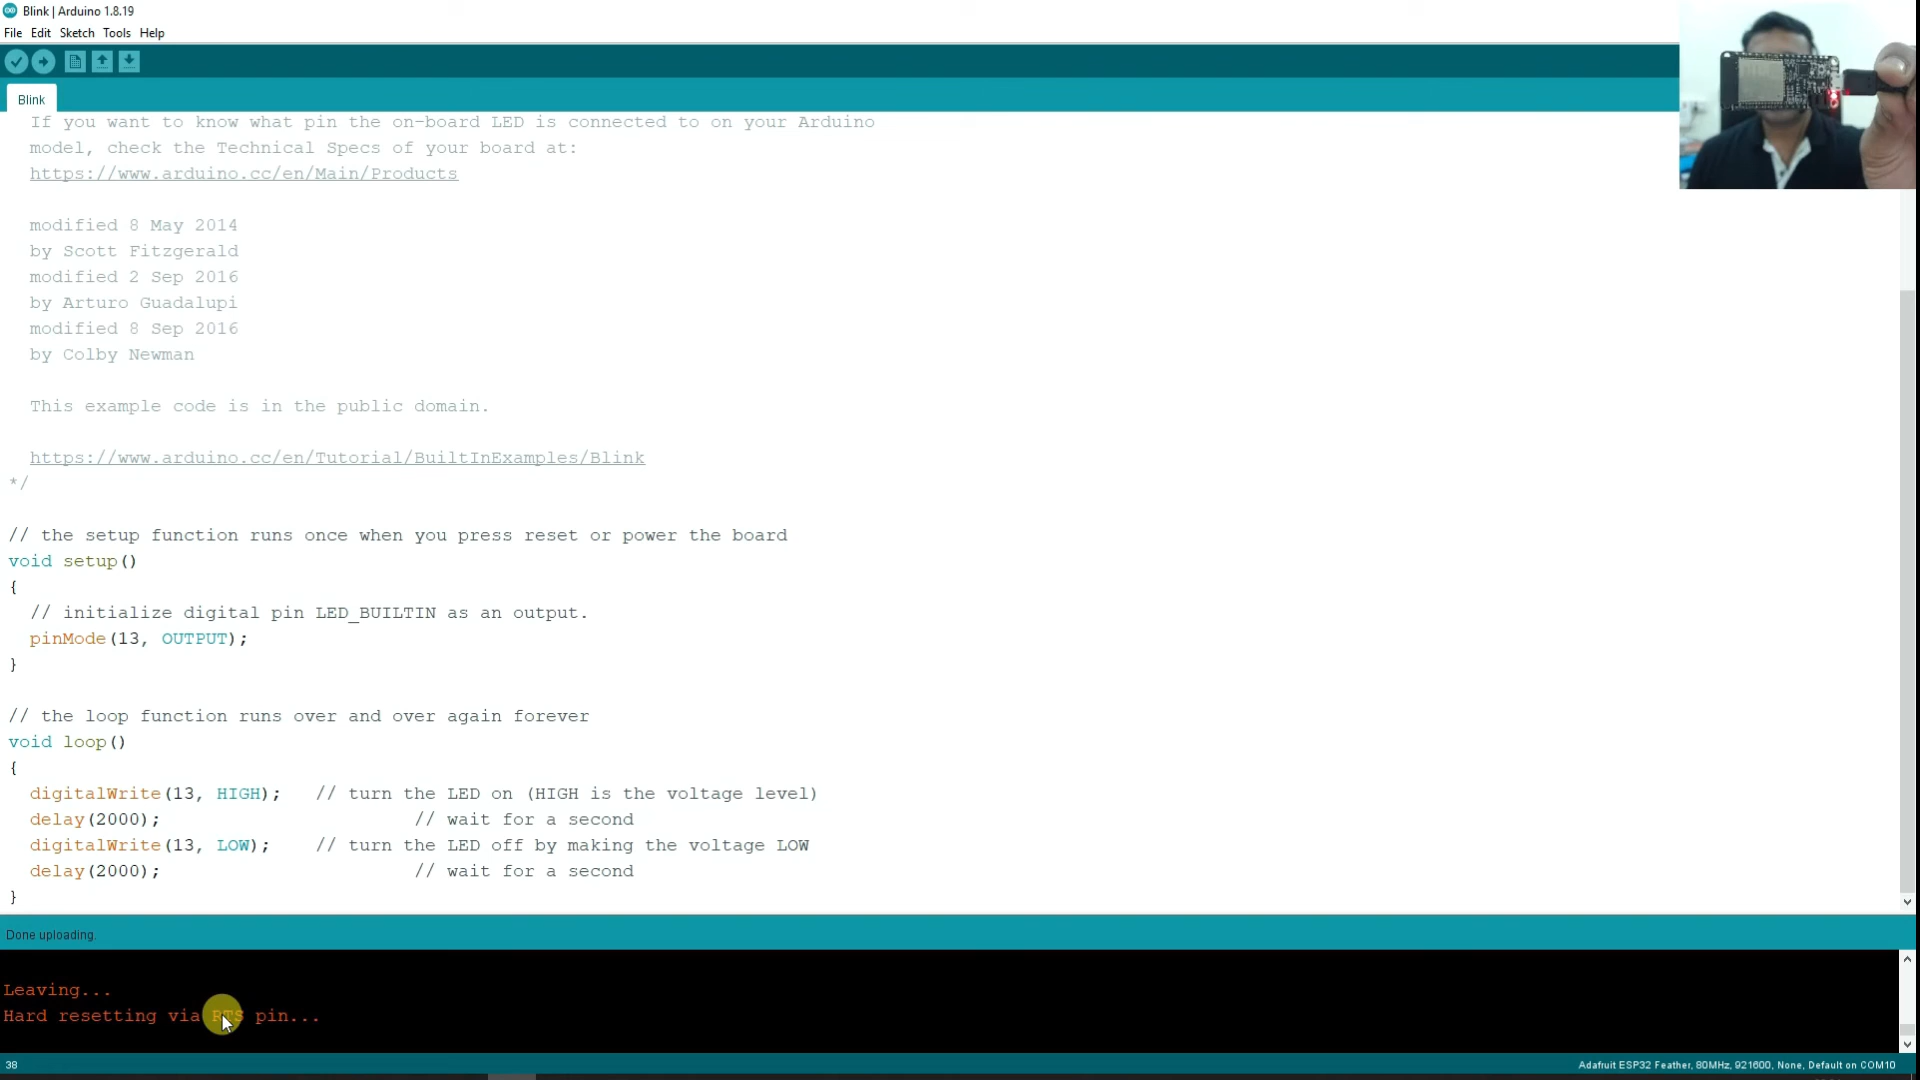 Blink | Arduino 1.8.19
File Edit Sketch Tools Help
Blink
If you want to know what pin the on-board LED is connected to on your Arduino
model, check the Technical Specs of your board at:
https://www.arduino.cc/en/Main/Products
modified 8 May 2014
by Scott Fitzgerald
modified 2 Sep 2016
by Arturo Guadalupi
modified 8 Sep 2016
by Colby Newman
This example code is in the public domain.
https://www.arduino.cc/en/Tutorial/BuiltInExamples/Blink
*/
// the setup function runs once when you press reset or power the board
void setup()
{
// initialize digital pin LED_BUILTIN as an output.
pinMode(13, OUTPUT);
}
// the loop function runs over and over again forever
void loop()
{
digitalWrite(13, HIGH); // turn the LED on (HIGH is the voltage level)
delay(2000); // wait for a second
digitalWrite(13, LOW); // turn the LED off by making the voltage LOW
delay(2000); // wait for a second
}
Done uploading.
Leaving...
Hard resetting via RTS pin...
38
Adafruit ESP32 Feather, 80MHz, 921600, None, Default on COM10